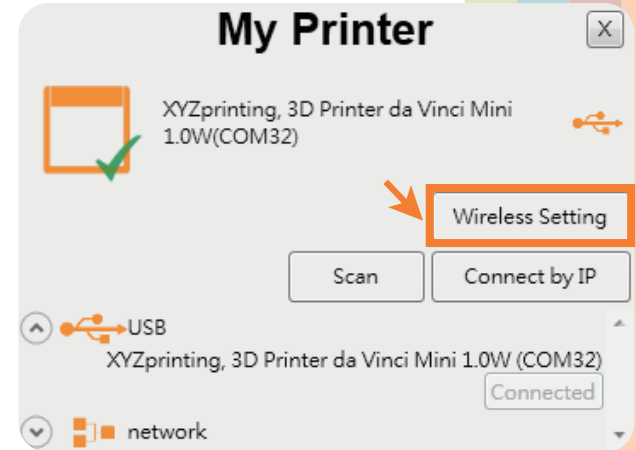 My Printer
X
XYZprinting, 3D Printer da Vinci Mini
1.0W(COM32)
Wireless Setting
Scan
Connect by IP
USB
XYZprinting, 3D Printer da Vinci Mini 1.0W (COM32)
Connected
network